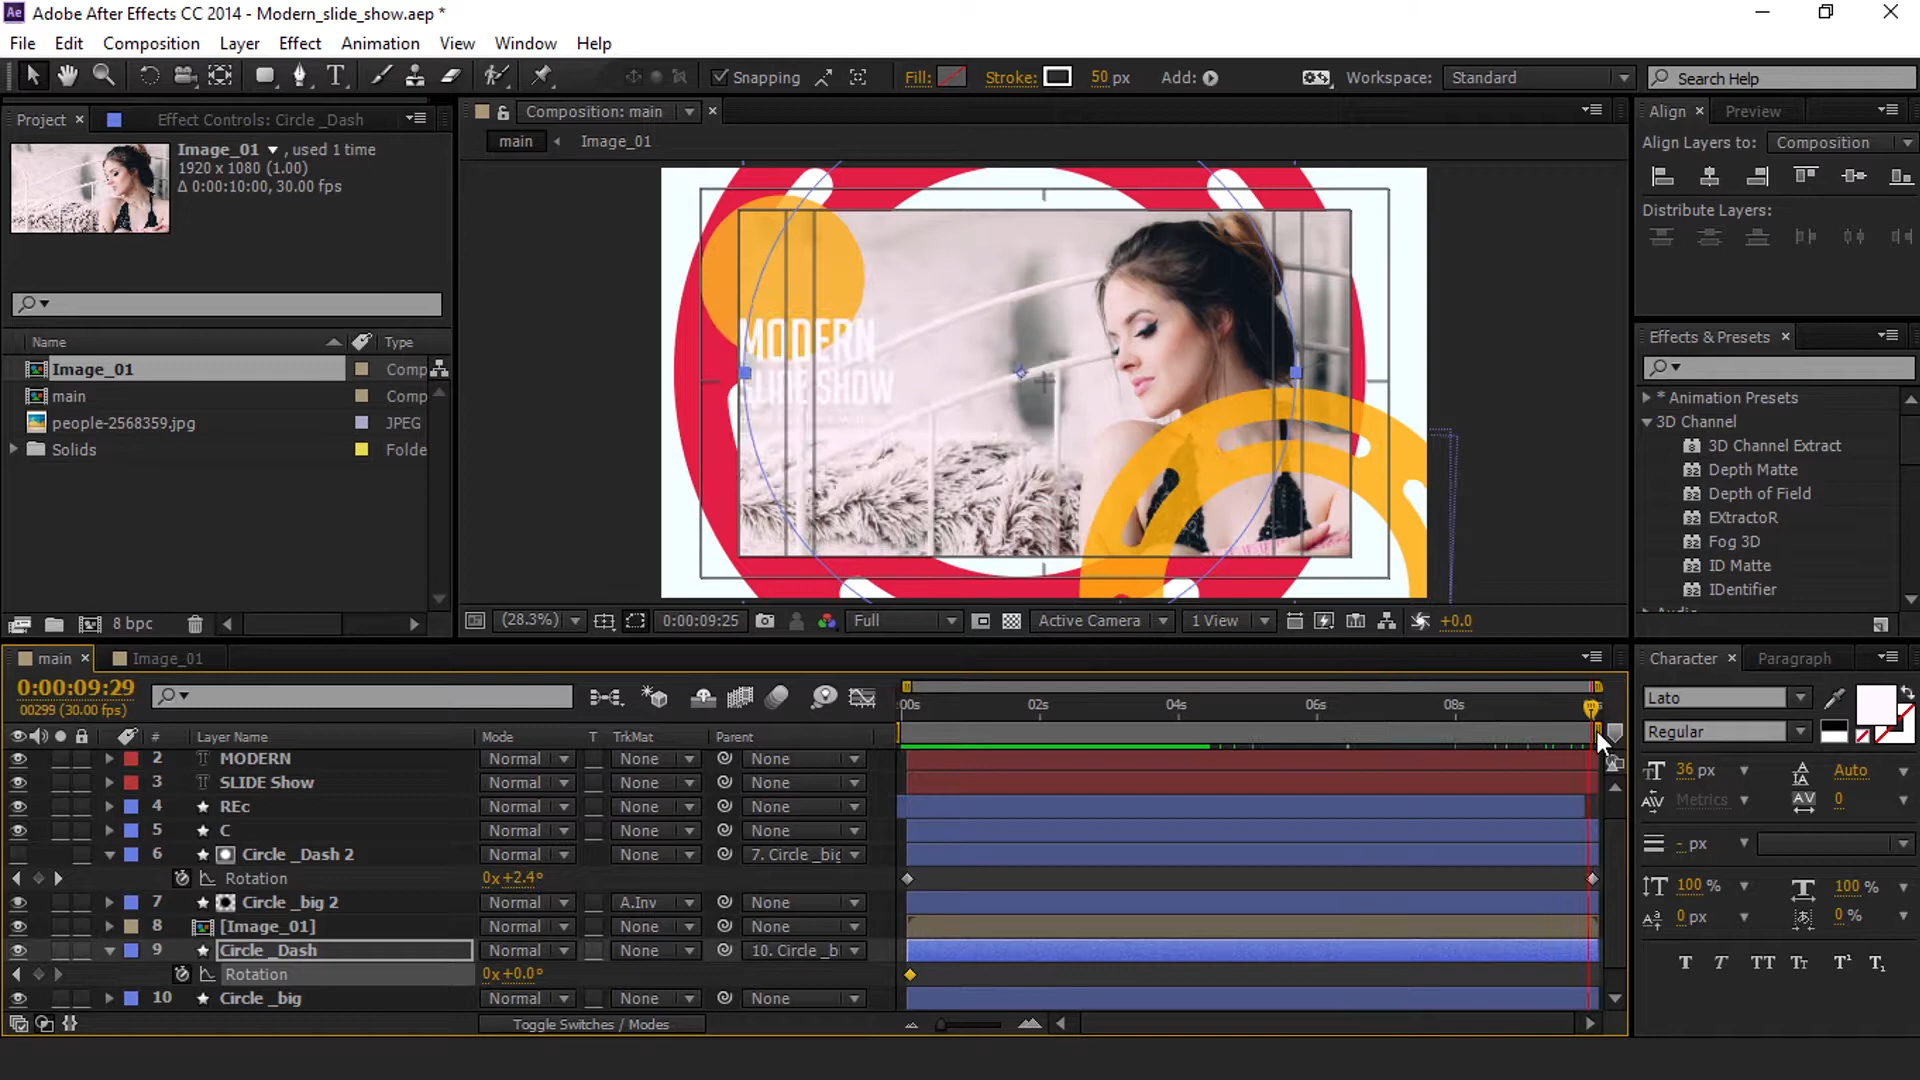 Ae Adobe After Effects CC 2014 - Modern_slide_show.aep *
File Edit Composition Layer Effect Animation View Window Help
Snapping Fill: Stroke: 50 px Add: Workspace: Standard Search Help
Project Effect Controls: Circle _Dash
Image_01 , used 1 time
1920 x 1080 (1.00)
Δ 0:00:10:00, 30.00 fps
Name Type
Image_01 Comp
main Comp
people-2568359.jpg JPEG
Solids Folde
8 bpc
Composition: main
main Image_01
MODERN
SLIDE SHOW
(28.3%) 0:00:09:25 Full Active Camera 1 View +0.0
Align Preview
Align Layers to: Composition
Distribute Layers:
Effects & Presets
* Animation Presets
3D Channel
3D Channel Extract
Depth Matte
Depth of Field
EXtractoR
Fog 3D
ID Matte
IDentifier
main Image_01
0:00:09:29
00299 (30.00 fps)
:00s 02s 04s 06s 08s
# Layer Name Mode T TrkMat Parent
2 MODERN Normal None None
3 SLIDE Show Normal None None
4 REc Normal None None
5 C Normal None None
6 Circle _Dash 2 Normal None 7. Circle _big
Rotation 0x+2.4°
7 Circle _big 2 Normal A.Inv None
8 [Image_01] Normal None None
9 Circle _Dash Normal None 10. Circle _b
Rotation 0x+0.0°
10 Circle _big Normal None None
Toggle Switches / Modes
Character Paragraph
Lato
Regular
36 px Auto
Metrics 0
- px
100 % 100 %
0 px 0 %
T T TT Tt T¹ T₁